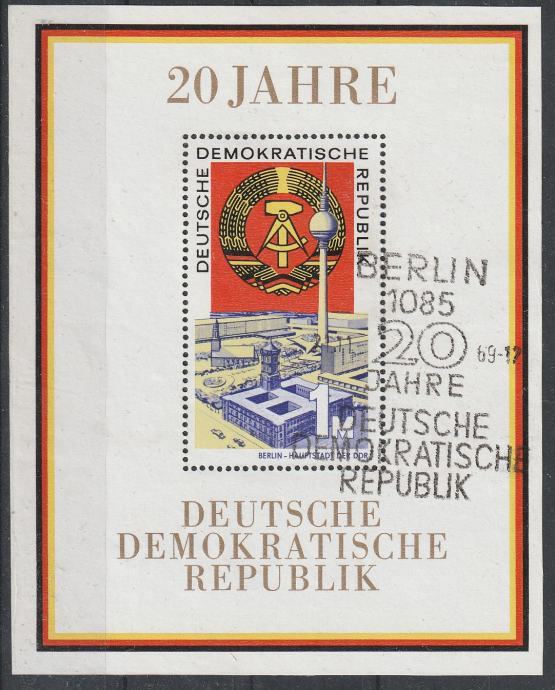 20 JAHRE
DEUTSCHE DEMOKRATISCHE REPUBLIK
1
M
BERLIN – HAUPTSTADT DER DDR
BERLIN
1085
20
69-12
JAHRE
DEUTSCHE
DEMOKRATISCHE
REPUBLIK
DEUTSCHE
DEMOKRATISCHE
REPUBLIK